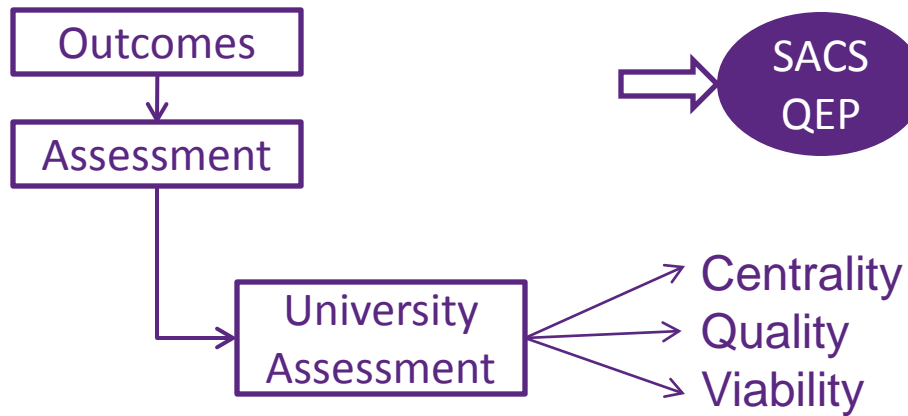 Outcomes
SACS
QEP
Assessment
University
Assessment
Centrality
Quality
Viability